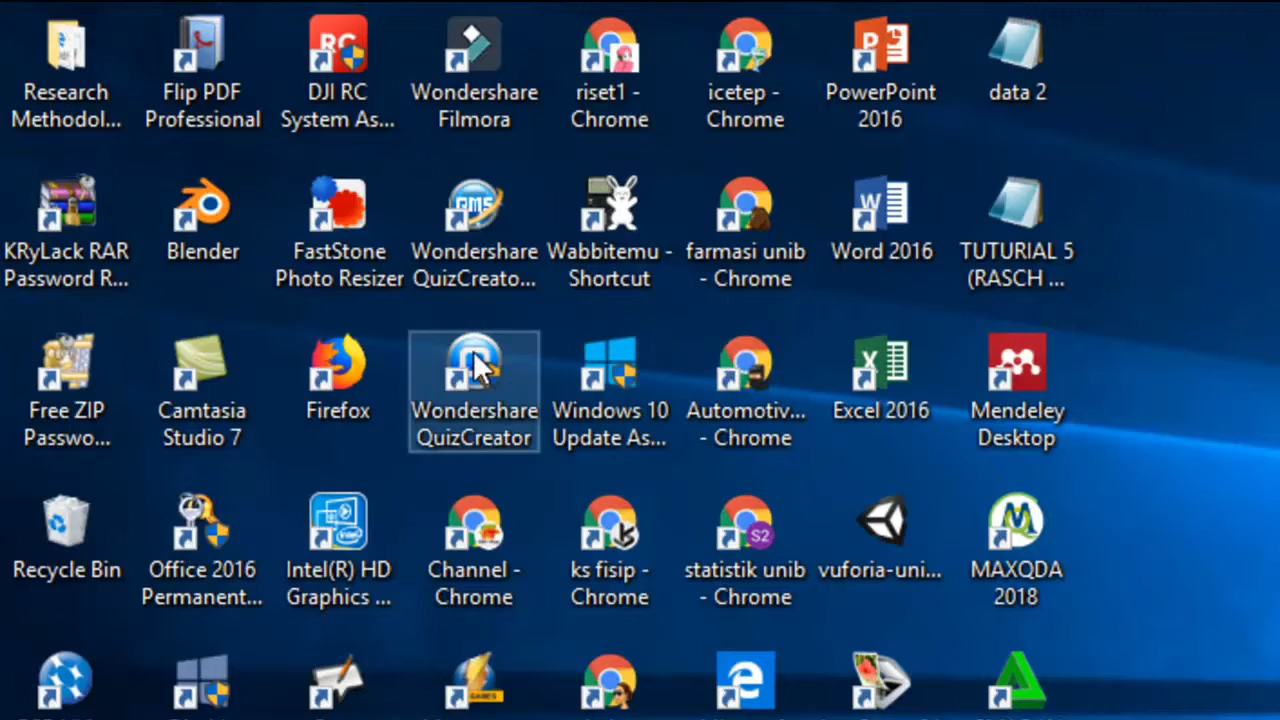 Research
Methodol...
Flip PDF
Professional
DJI RC
System As...
Wondershare
Filmora
riset1 -
Chrome
icetep -
Chrome
PowerPoint
2016
data 2
KRyLack RAR
Password R...
Blender
FastStone
Photo Resizer
Wondershare
QuizCreato...
Wabbitemu -
Shortcut
farmasi unib
- Chrome
Word 2016
TUTURIAL 5
(RASCH ...
Free ZIP
Passwo...
Camtasia
Studio 7
Firefox
Wondershare
QuizCreator
Windows 10
Update As...
Automotiv...
- Chrome
Excel 2016
Mendeley
Desktop
Recycle Bin
Office 2016
Permanent...
Intel(R) HD
Graphics ...
Channel -
Chrome
ks fisip -
Chrome
statistik unib
- Chrome
vuforia-uni...
MAXQDA
2018